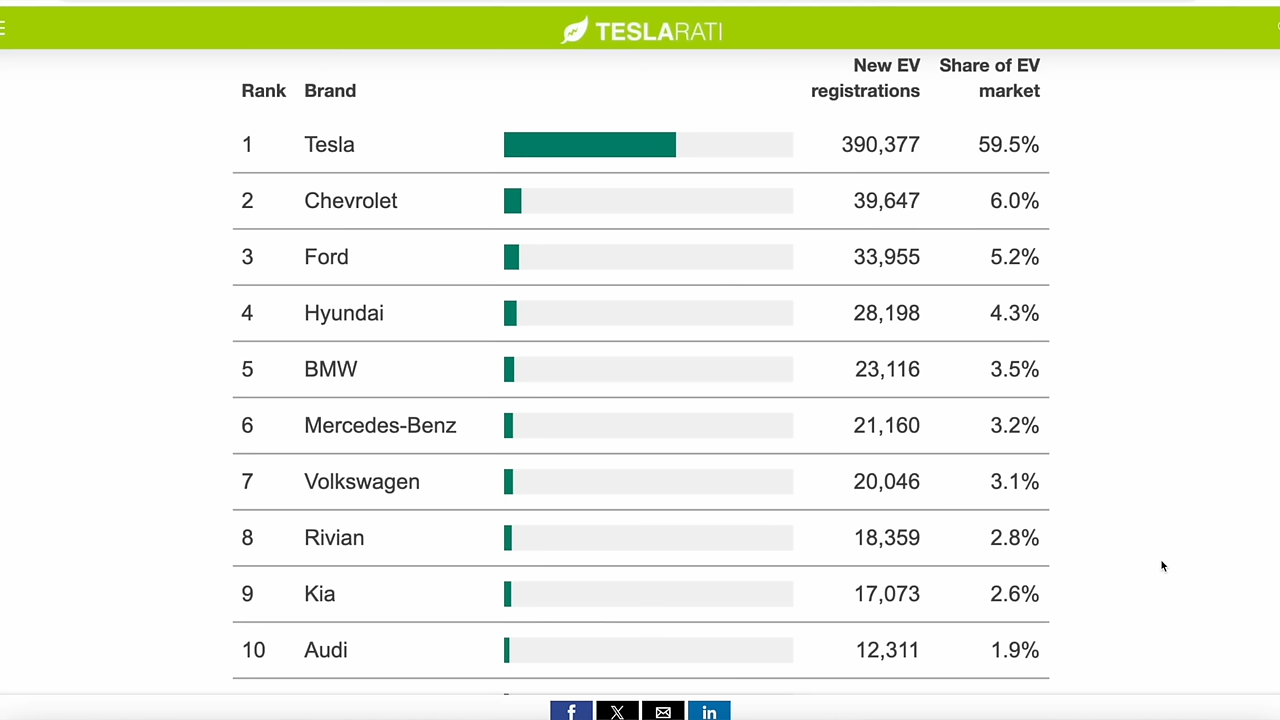 TESLARATI
New EV Share of EV
Rank Brand registrations market
1 Tesla 390,377 59.5%
2 Chevrolet 39,647 6.0%
3 Ford 33,955 5.2%
4 Hyundai 28,198 4.3%
5 BMW 23,116 3.5%
6 Mercedes-Benz 21,160 3.2%
7 Volkswagen 20,046 3.1%
8 Rivian 18,359 2.8%
9 Kia 17,073 2.6%
10 Audi 12,311 1.9%
f X in